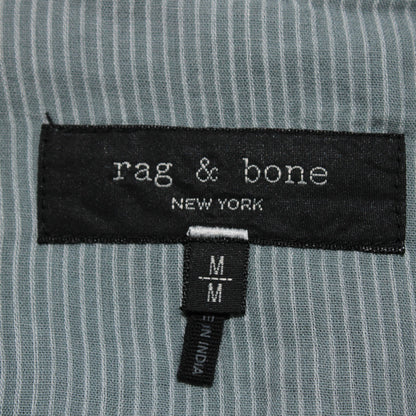 rag & bone
NEW YORK
M
M
E IN INDIA